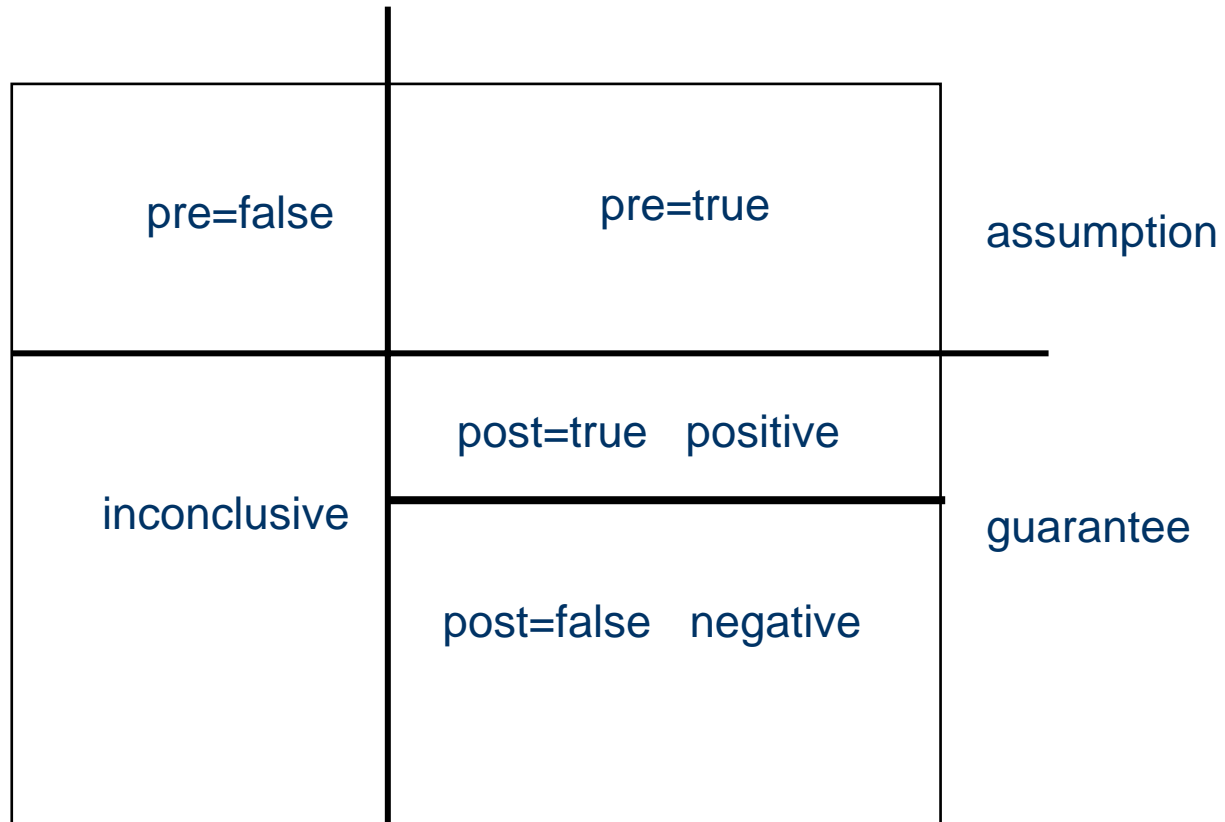 pre=false
pre=true
assumption
post=true positive
inconclusive
guarantee
post=false negative